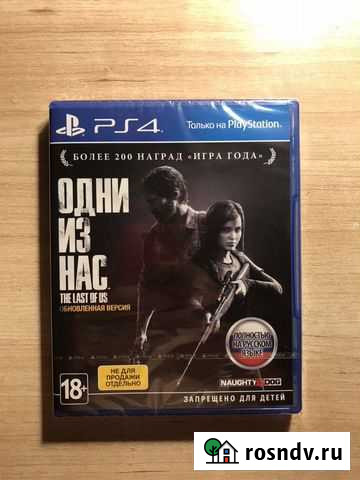 PS4
Только на PlayStation.
БОЛЕЕ 200 НАГРАД «ИГРА ГОДА»
ОДНИ
ИЗ
НАС
THE LAST OF US
ОБНОВЛЕННАЯ ВЕРСИЯ
ПОЛНОСТЬЮ
НА РУССКОМ
ЯЗЫКЕ
НЕ ДЛЯ
ПРОДАЖИ
ОТДЕЛЬНО
18+
NAUGHTY DOG
ЗАПРЕЩЕНО ДЛЯ ДЕТЕЙ
rosndv.ru